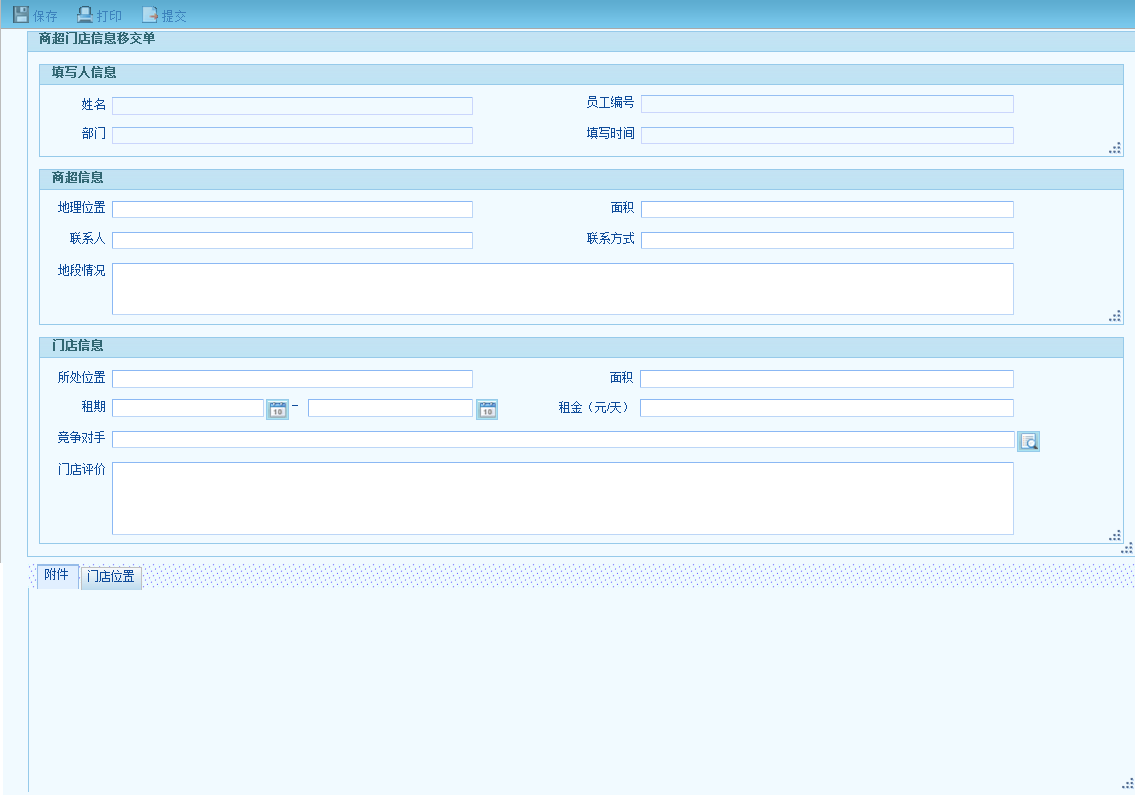 保存 打印 提交
商超门店信息移交单
填写人信息
姓名 员工编号
部门 填写时间
商超信息
地理位置 面积
联系人 联系方式
地段情况
门店信息
所处位置 面积
租期 - 租金（元/天）
竞争对手
门店评价
附件 门店位置